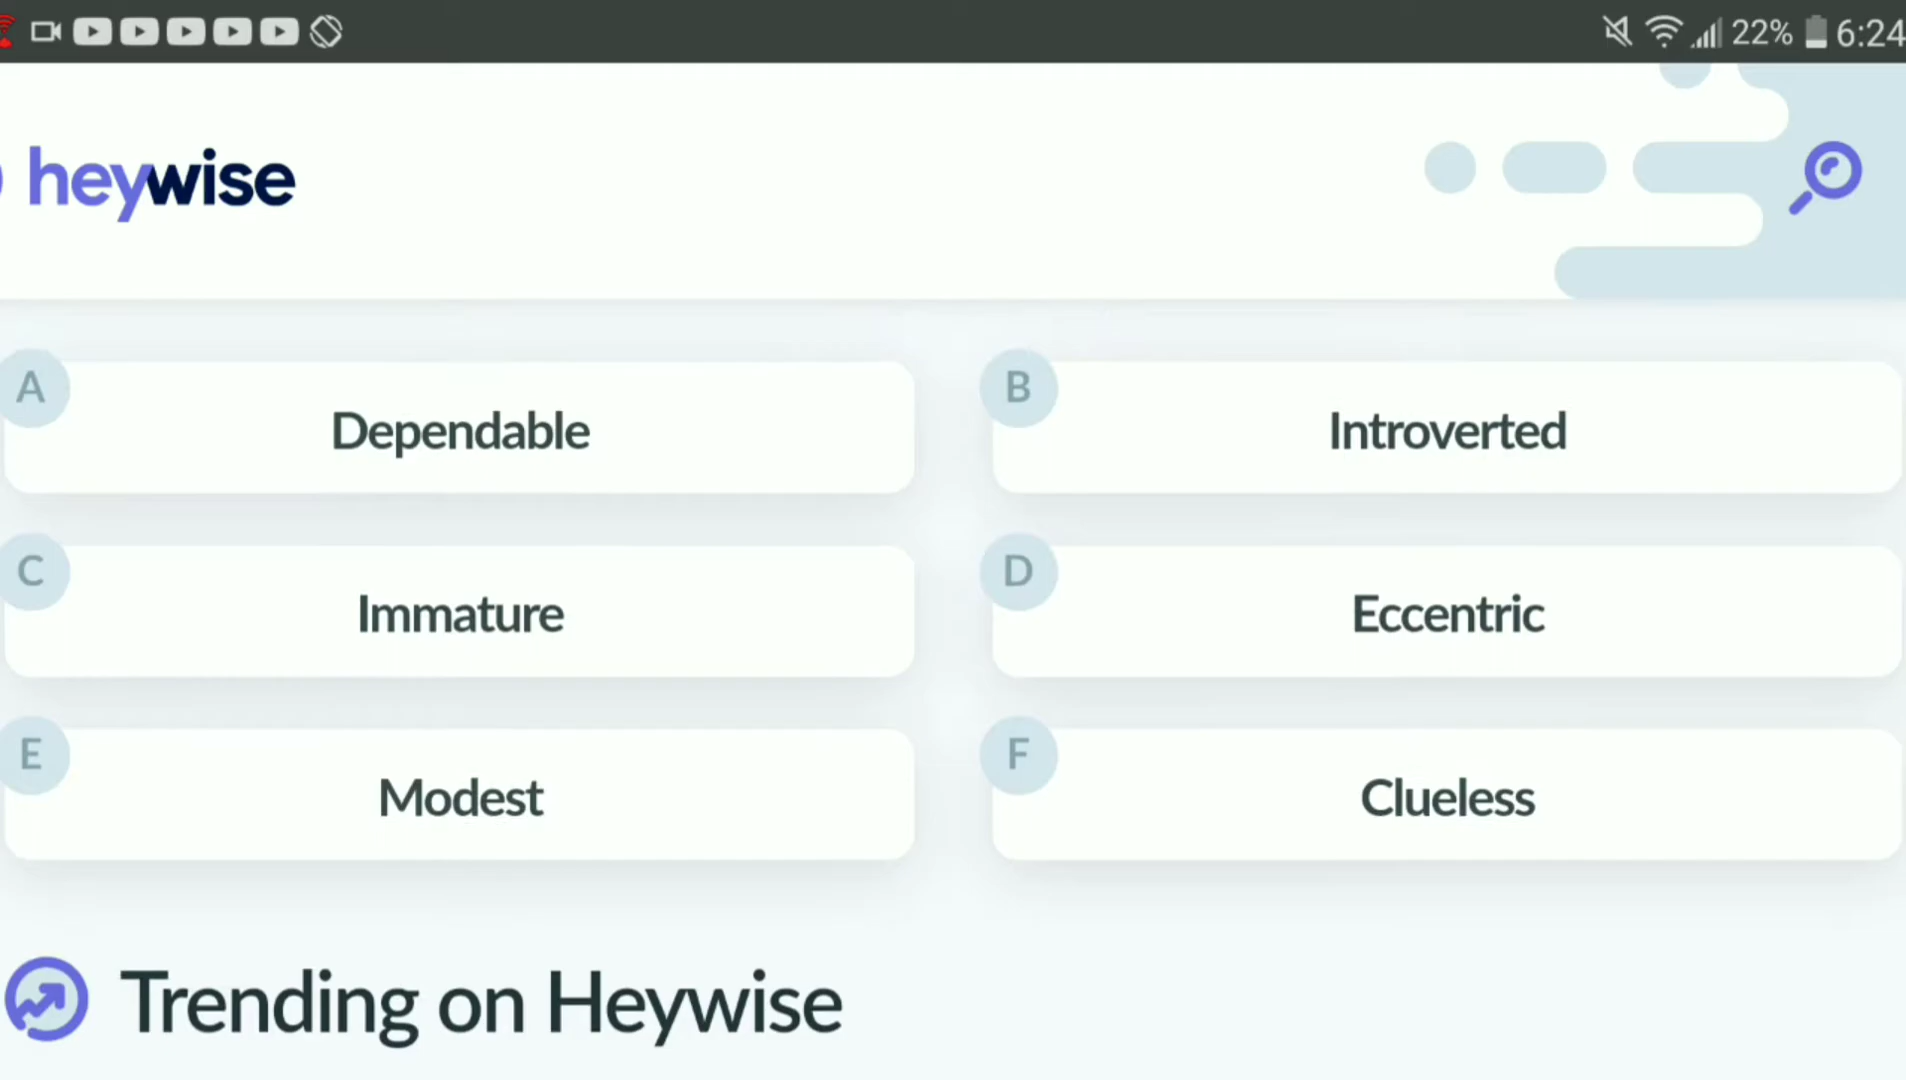 22% 6:24
heywise
A
Dependable
B
Introverted
C
Immature
D
Eccentric
E
Modest
F
Clueless
Trending on Heywise